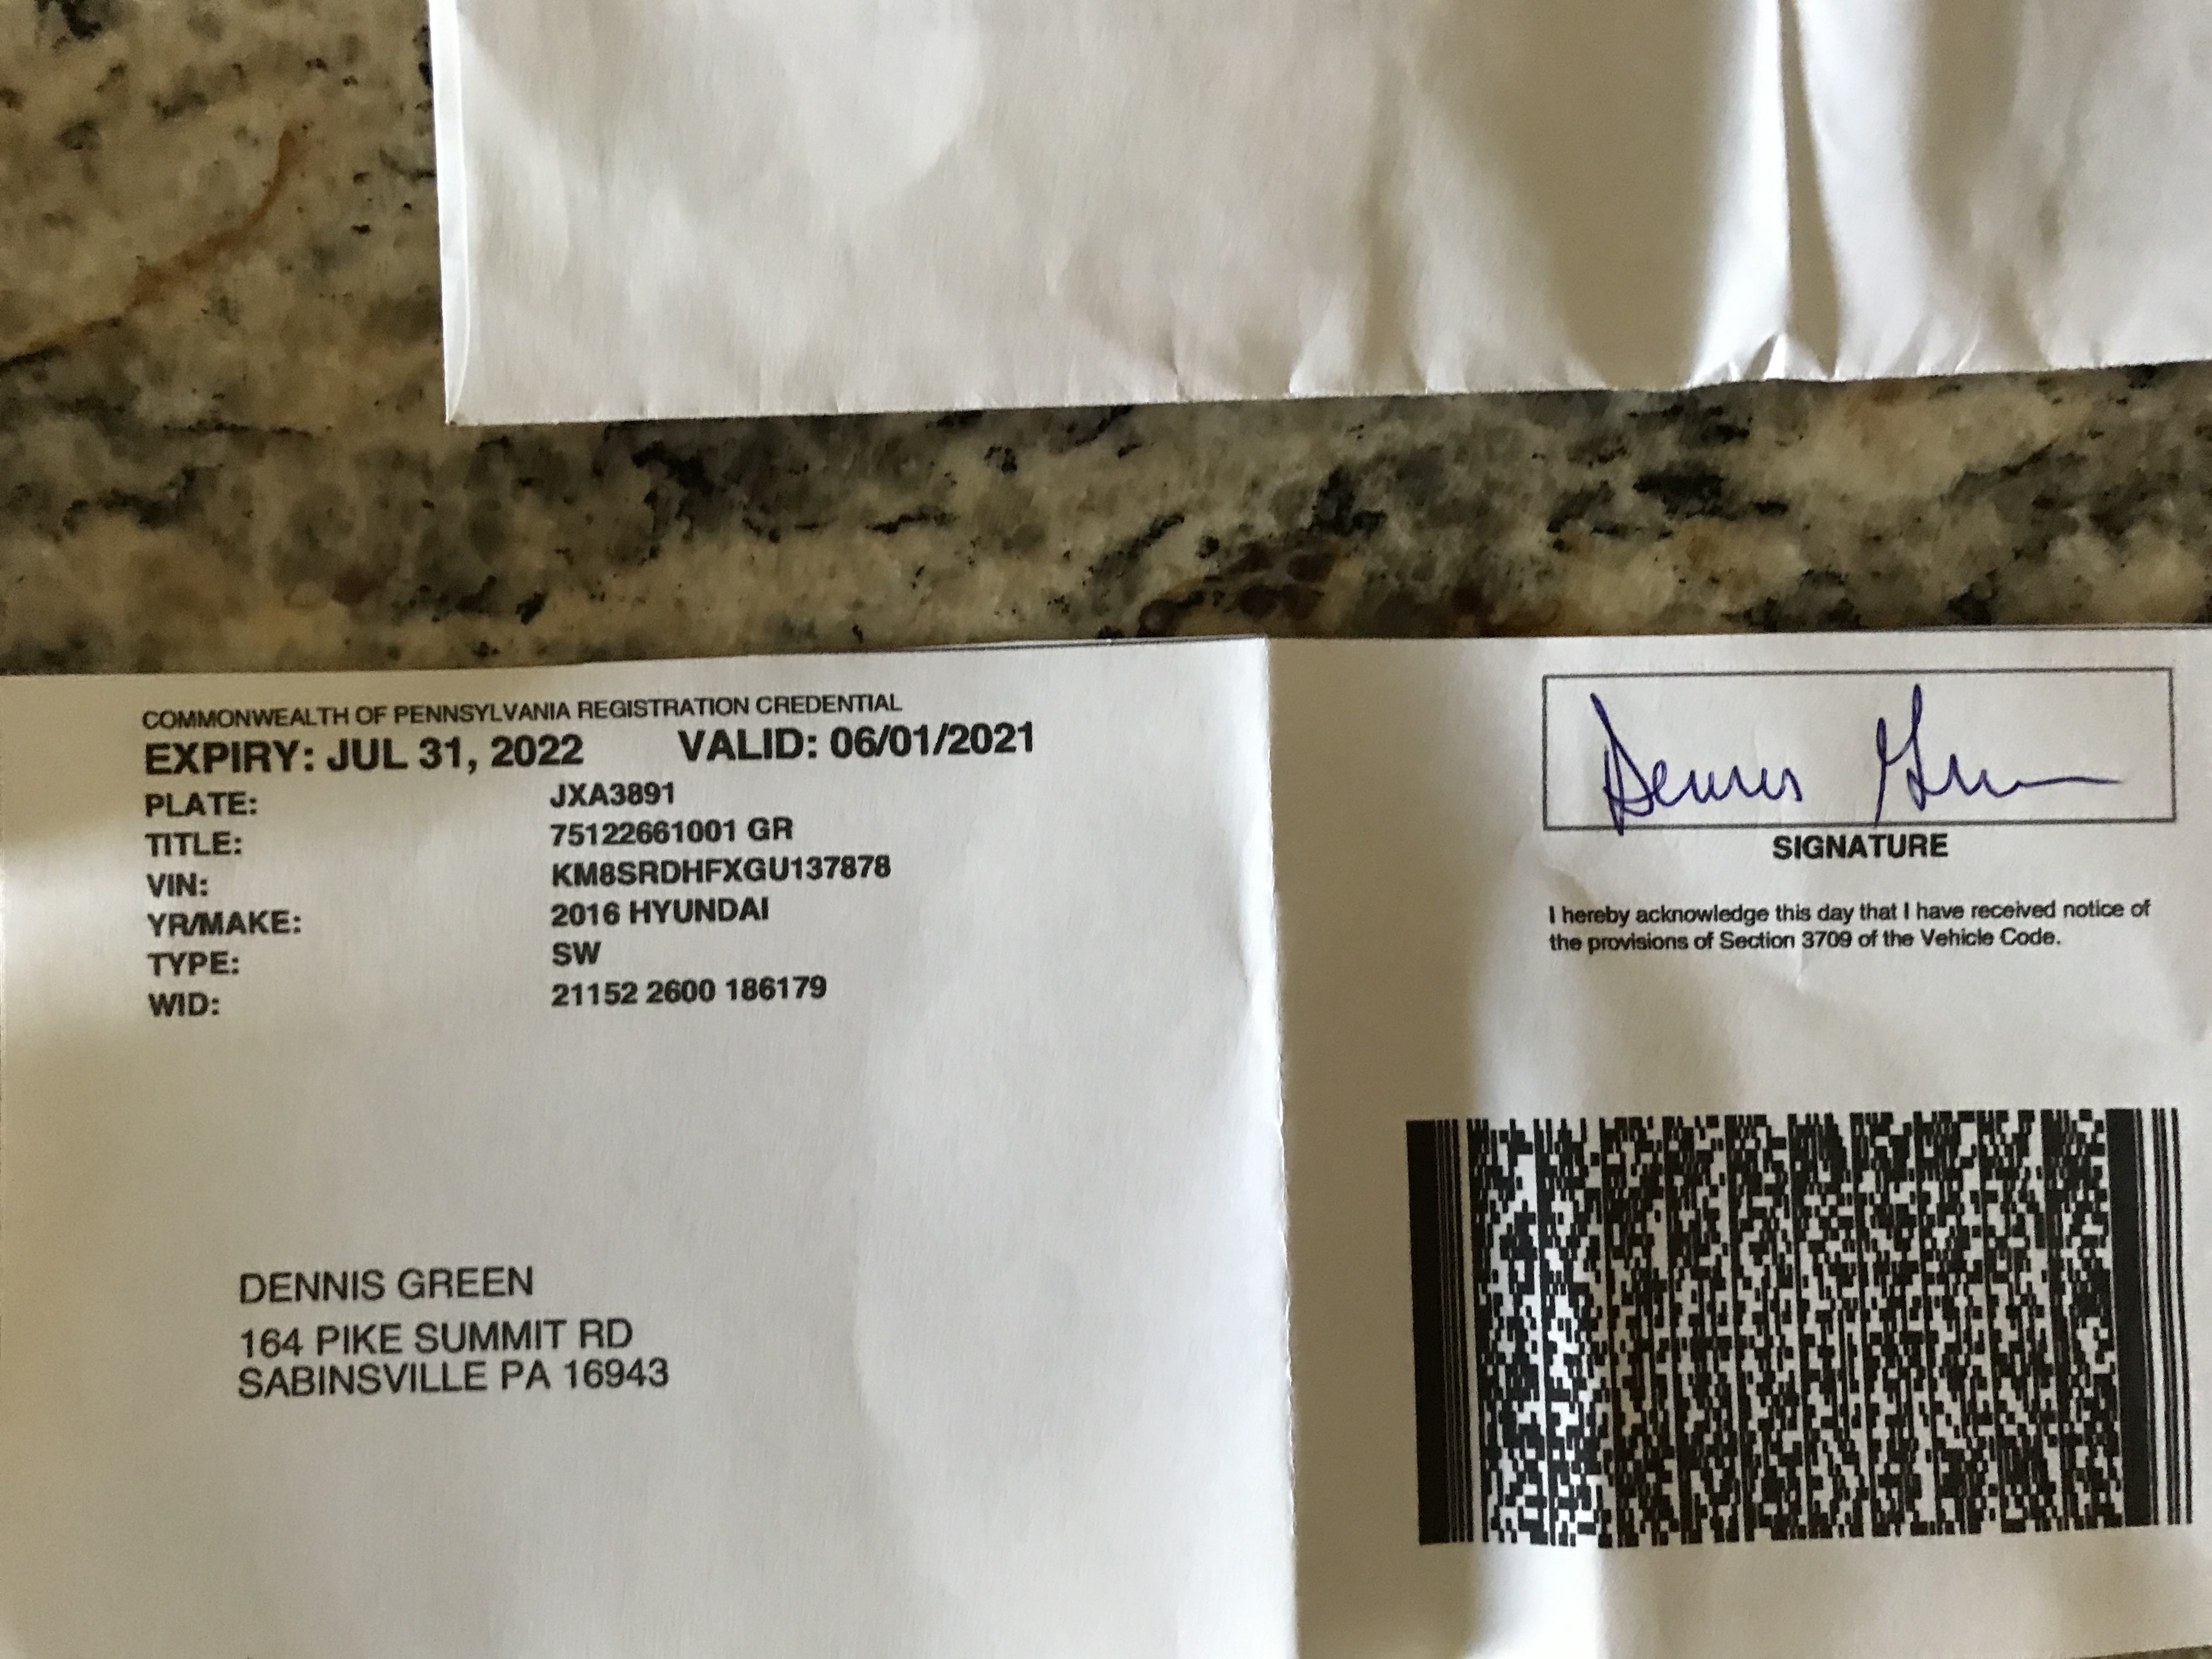 COMMONWEALTH OF PENNSYLVANIA REGISTRATION CREDENTIAL
EXPIRY: JUL 31, 2022 VALID: 06/01/2021
PLATE: JXA3891
TITLE: 75122661001 GR
VIN: KM8SRDHFXGU137878
YR/MAKE: 2016 HYUNDAI
TYPE: SW
WID: 21152 2600 186179
DENNIS GREEN
164 PIKE SUMMIT RD
SABINSVILLE PA 16943
Dennis Green
SIGNATURE
I hereby acknowledge this day that I have received notice of
the provisions of Section 3709 of the Vehicle Code.